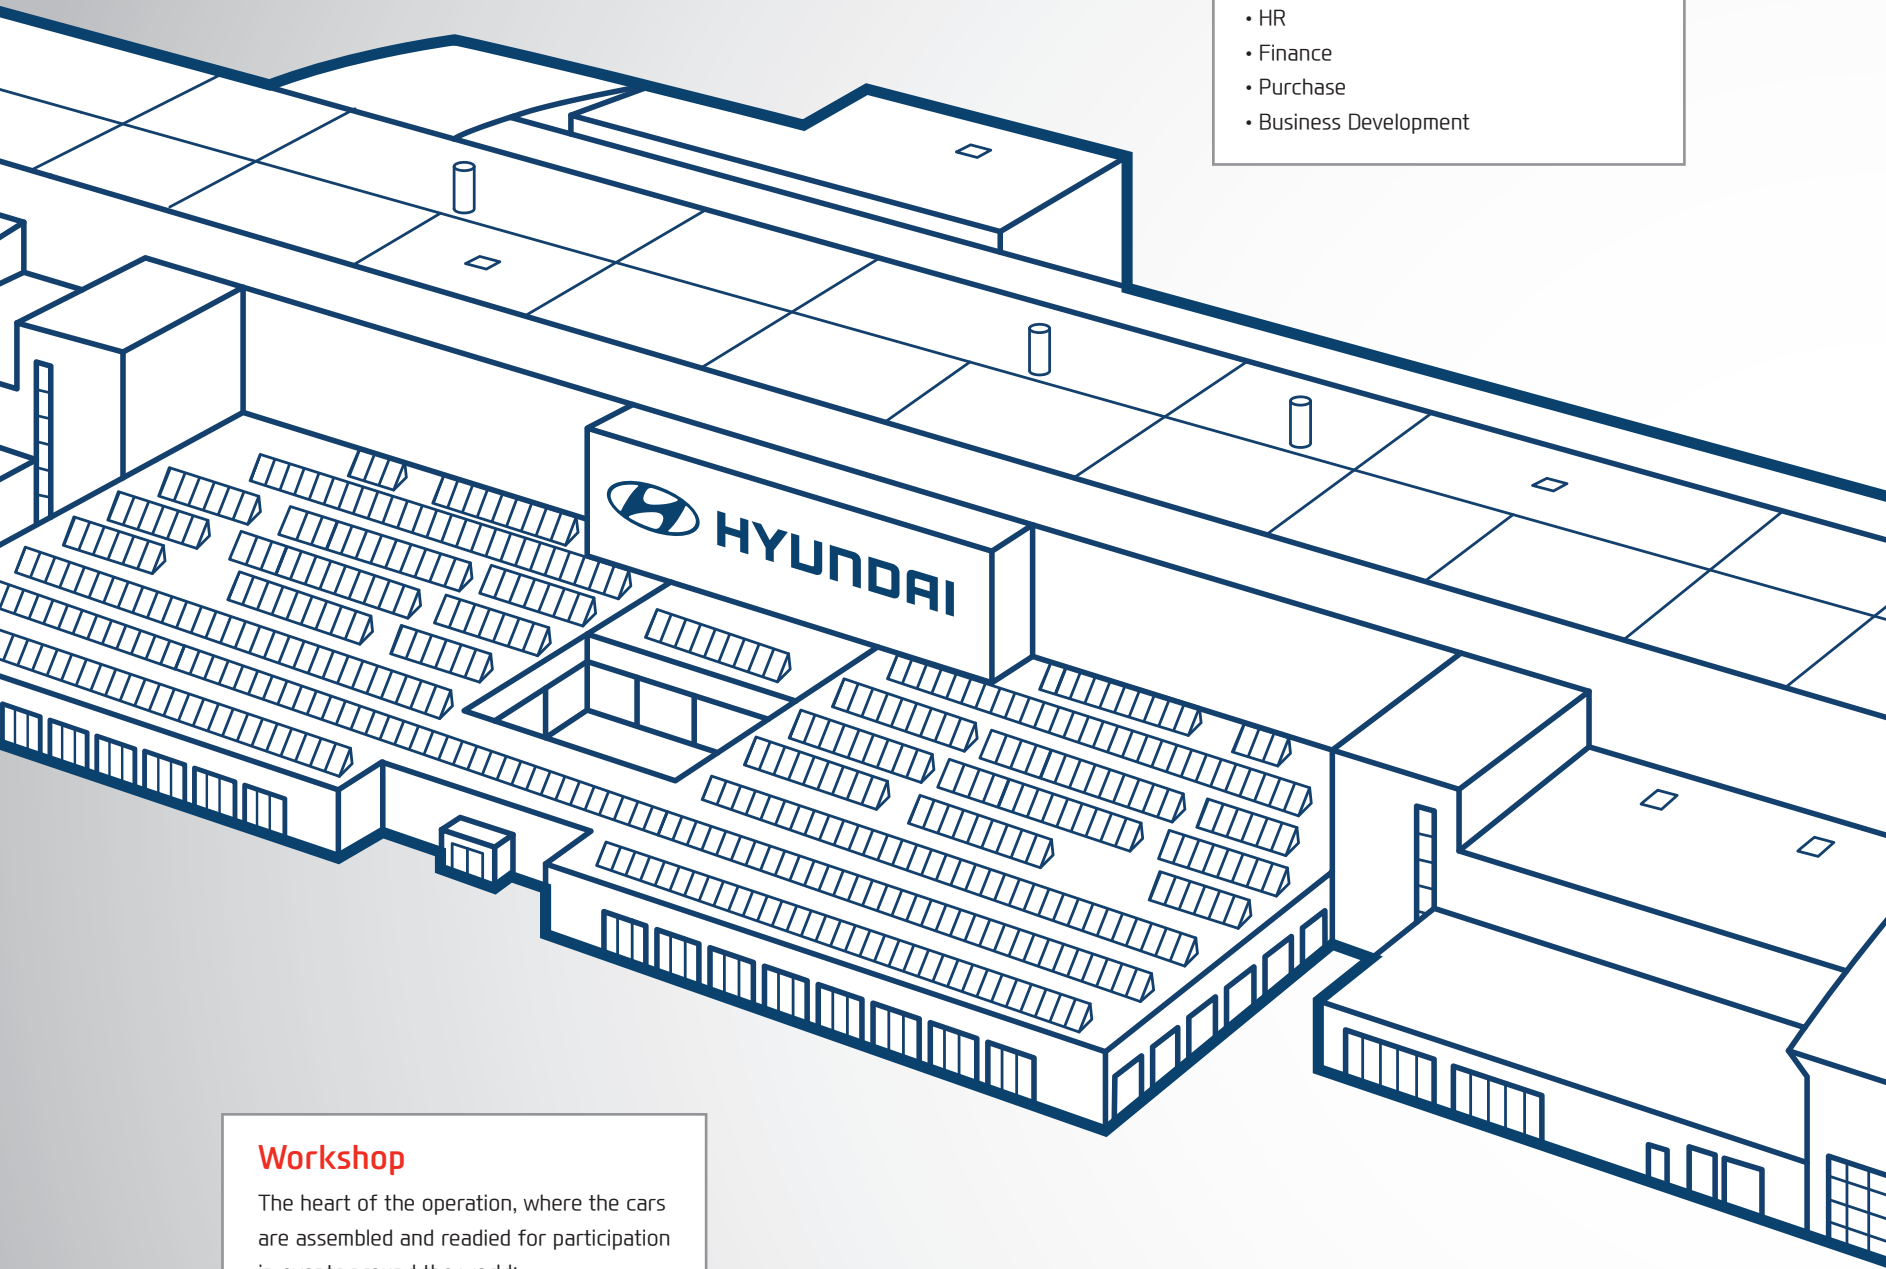 • HR
• Finance
• Purchase
• Business Development
HYUNDAI
Workshop
The heart of the operation, where the cars
are assembled and readied for participation